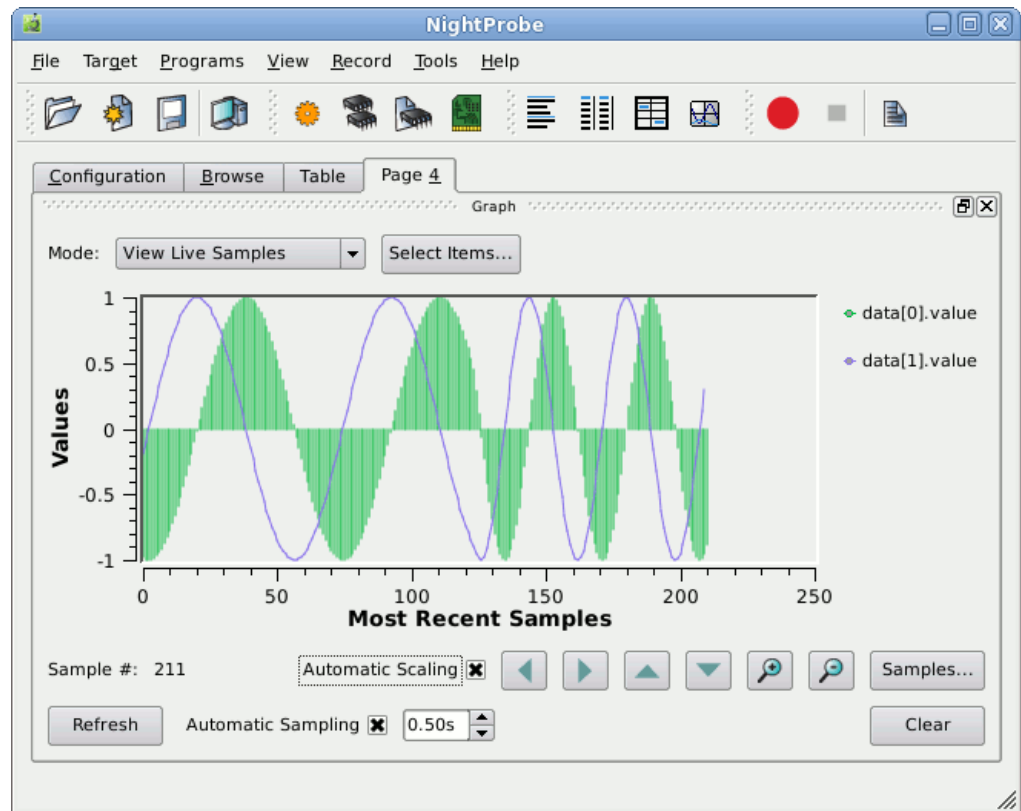 NightProbe
File Target Programs View Record Tools Help
Configuration Browse Table Page 4
Graph
Mode: View Live Samples Select Items...
1
0.5
0
-0.5
-1
Values
data[0].value
data[1].value
0 50 100 150 200 250
Most Recent Samples
Sample #: 211 Automatic Scaling Samples...
Refresh Automatic Sampling 0.50s Clear